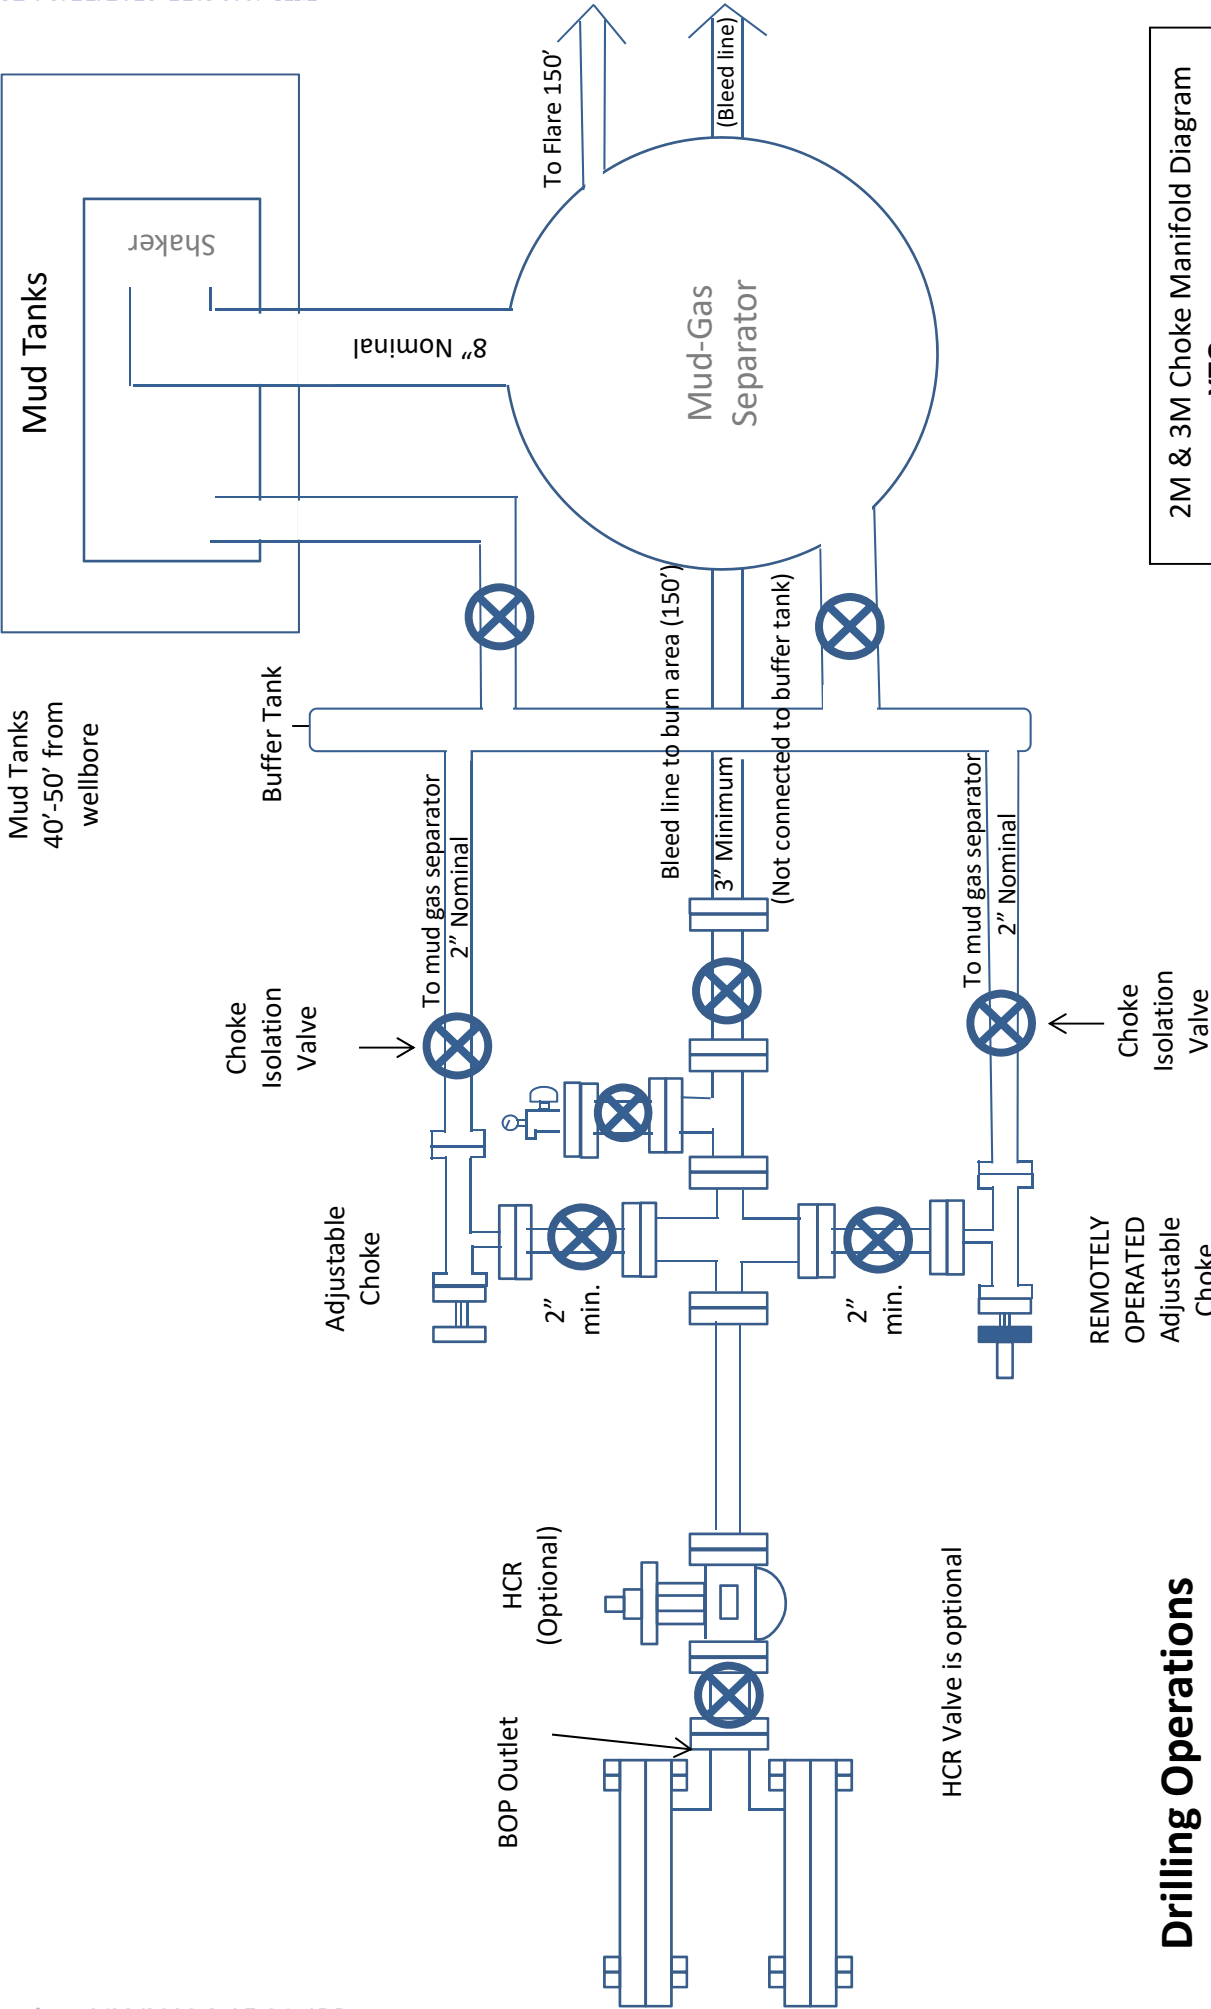 Mud Tanks
Shaker
8” Nominal
To Flare 150’
(Bleed line)
Mud-Gas
Separator
2M & 3M Choke Manifold Diagram
Mud Tanks
40’-50’ from
wellbore
Buffer Tank
To mud gas separator
2” Nominal
Bleed line to burn area (150’)
3” Minimum
(Not connected to buffer tank)
To mud gas separator
2” Nominal
Choke
Isolation
Valve
Choke
Isolation
Valve
Adjustable
Choke
2”
min.
2”
min.
REMOTELY
OPERATED
Adjustable
Choke
HCR
(Optional)
BOP Outlet
HCR Valve is optional
Drilling Operations